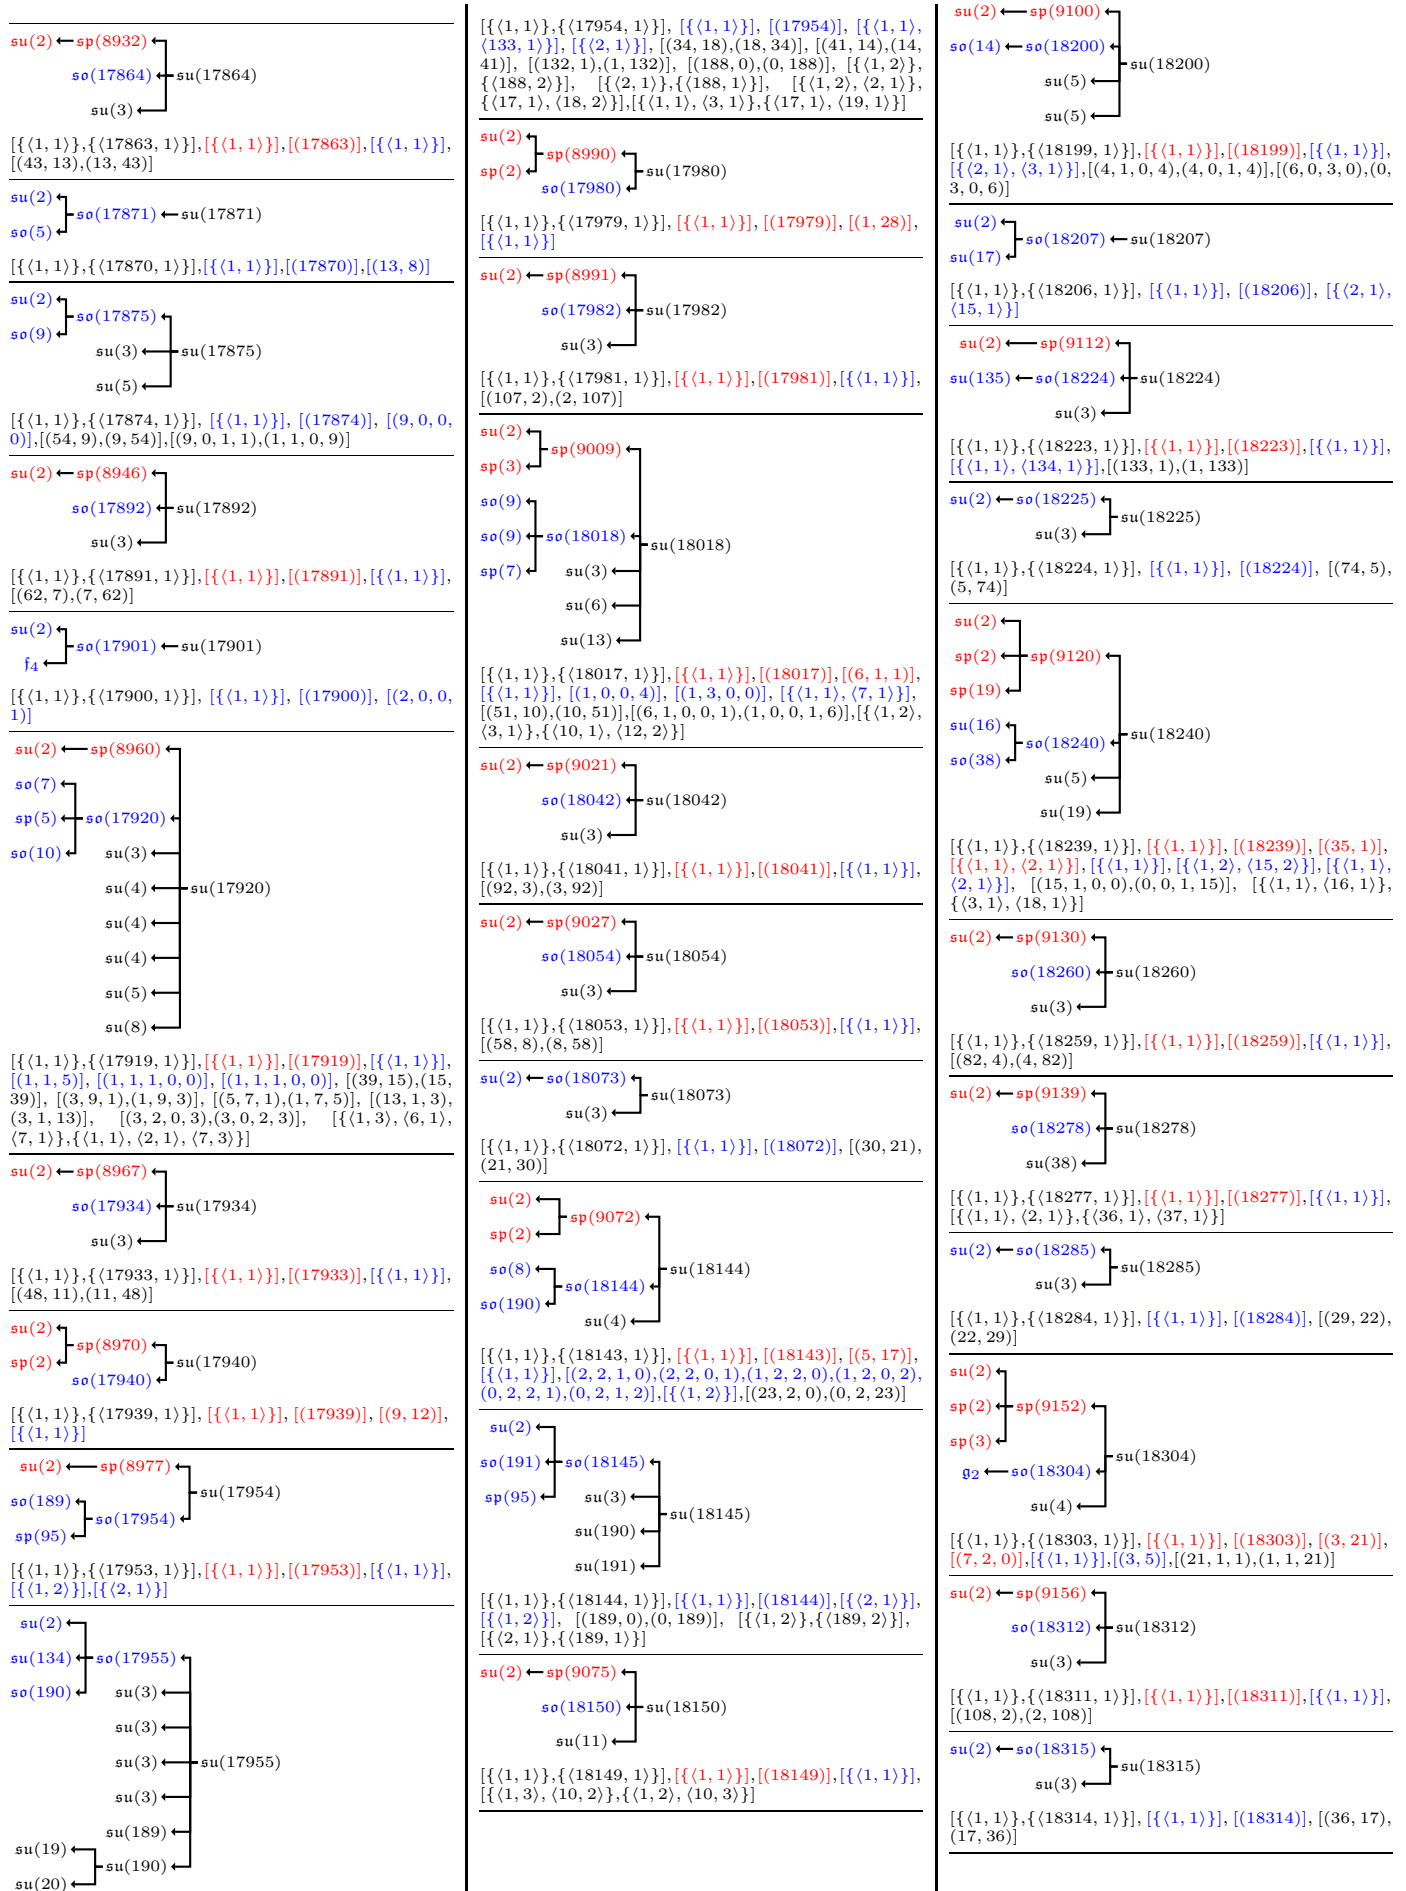 su(2) sp(8932)
so(17864) su(17864)
su(3)
[{⟨1, 1⟩},{⟨17863, 1⟩}],[{⟨1, 1⟩}],[(17863)],[{⟨1, 1⟩}],
[(43, 13),(13, 43)]
su(2)
so(17871) su(17871)
so(5)
[{⟨1, 1⟩},{⟨17870, 1⟩}],[{⟨1, 1⟩}],[(17870)],[(13, 8)]
su(2)
so(17875)
so(9)
su(3) su(17875)
su(5)
[{⟨1, 1⟩},{⟨17874, 1⟩}], [{⟨1, 1⟩}], [(17874)], [(9, 0, 0,
0)],[(54, 9),(9, 54)],[(9, 0, 1, 1),(1, 1, 0, 9)]
su(2) sp(8946)
so(17892) su(17892)
su(3)
[{⟨1, 1⟩},{⟨17891, 1⟩}],[{⟨1, 1⟩}],[(17891)],[{⟨1, 1⟩}],
[(62, 7),(7, 62)]
su(2)
so(17901) su(17901)
𝔣4
[{⟨1, 1⟩},{⟨17900, 1⟩}], [{⟨1, 1⟩}], [(17900)], [(2, 0, 0,
1)]
su(2) sp(8960)
so(7)
sp(5) so(17920)
so(10) su(3)
su(4) su(17920)
su(4)
su(4)
su(5)
su(8)
[{⟨1, 1⟩},{⟨17919, 1⟩}],[{⟨1, 1⟩}],[(17919)],[{⟨1, 1⟩}],
[(1, 1, 5)], [(1, 1, 1, 0, 0)], [(1, 1, 1, 0, 0)], [(39, 15),(15,
39)], [(3, 9, 1),(1, 9, 3)], [(5, 7, 1),(1, 7, 5)], [(13, 1, 3),
(3, 1, 13)], [(3, 2, 0, 3),(3, 0, 2, 3)], [{⟨1, 3⟩, ⟨6, 1⟩,
⟨7, 1⟩},{⟨1, 1⟩, ⟨2, 1⟩, ⟨7, 3⟩}]
su(2) sp(8967)
so(17934) su(17934)
su(3)
[{⟨1, 1⟩},{⟨17933, 1⟩}],[{⟨1, 1⟩}],[(17933)],[{⟨1, 1⟩}],
[(48, 11),(11, 48)]
su(2)
sp(8970)
sp(2) su(17940)
so(17940)
[{⟨1, 1⟩},{⟨17939, 1⟩}], [{⟨1, 1⟩}], [(17939)], [(9, 12)],
[{⟨1, 1⟩}]
su(2) sp(8977)
su(17954)
so(189)
so(17954)
sp(95)
[{⟨1, 1⟩},{⟨17953, 1⟩}],[{⟨1, 1⟩}],[(17953)],[{⟨1, 1⟩}],
[{⟨1, 2⟩}],[{⟨2, 1⟩}]
su(2)
su(134) so(17955)
so(190) su(3)
su(3)
su(3) su(17955)
su(3)
su(189)
su(19)
su(190)
su(20)
[{⟨1, 1⟩},{⟨17954, 1⟩}], [{⟨1, 1⟩}], [(17954)], [{⟨1, 1⟩,
⟨133, 1⟩}], [{⟨2, 1⟩}], [(34, 18),(18, 34)], [(41, 14),(14,
41)], [(132, 1),(1, 132)], [(188, 0),(0, 188)], [{⟨1, 2⟩},
{⟨188, 2⟩}], [{⟨2, 1⟩},{⟨188, 1⟩}], [{⟨1, 2⟩, ⟨2, 1⟩},
{⟨17, 1⟩, ⟨18, 2⟩}],[{⟨1, 1⟩, ⟨3, 1⟩},{⟨17, 1⟩, ⟨19, 1⟩}]
su(2)
sp(8990)
sp(2) su(17980)
so(17980)
[{⟨1, 1⟩},{⟨17979, 1⟩}], [{⟨1, 1⟩}], [(17979)], [(1, 28)],
[{⟨1, 1⟩}]
su(2) sp(8991)
so(17982) su(17982)
su(3)
[{⟨1, 1⟩},{⟨17981, 1⟩}],[{⟨1, 1⟩}],[(17981)],[{⟨1, 1⟩}],
[(107, 2),(2, 107)]
su(2)
sp(9009)
sp(3)
so(9)
so(9) so(18018) su(18018)
sp(7) su(3)
su(6)
su(13)
[{⟨1, 1⟩},{⟨18017, 1⟩}],[{⟨1, 1⟩}],[(18017)],[(6, 1, 1)],
[{⟨1, 1⟩}], [(1, 0, 0, 4)], [(1, 3, 0, 0)], [{⟨1, 1⟩, ⟨7, 1⟩}],
[(51, 10),(10, 51)],[(6, 1, 0, 0, 1),(1, 0, 0, 1, 6)],[{⟨1, 2⟩,
⟨3, 1⟩},{⟨10, 1⟩, ⟨12, 2⟩}]
su(2) sp(9021)
so(18042) su(18042)
su(3)
[{⟨1, 1⟩},{⟨18041, 1⟩}],[{⟨1, 1⟩}],[(18041)],[{⟨1, 1⟩}],
[(92, 3),(3, 92)]
su(2) sp(9027)
so(18054) su(18054)
su(3)
[{⟨1, 1⟩},{⟨18053, 1⟩}],[{⟨1, 1⟩}],[(18053)],[{⟨1, 1⟩}],
[(58, 8),(8, 58)]
su(2) so(18073)
su(18073)
su(3)
[{⟨1, 1⟩},{⟨18072, 1⟩}], [{⟨1, 1⟩}], [(18072)], [(30, 21),
(21, 30)]
su(2)
sp(9072)
sp(2)
so(8) su(18144)
so(18144)
so(190)
su(4)
[{⟨1, 1⟩},{⟨18143, 1⟩}], [{⟨1, 1⟩}], [(18143)], [(5, 17)],
[{⟨1, 1⟩}],[(2, 2, 1, 0),(2, 2, 0, 1),(1, 2, 2, 0),(1, 2, 0, 2),
(0, 2, 2, 1),(0, 2, 1, 2)],[{⟨1, 2⟩}],[(23, 2, 0),(0, 2, 23)]
su(2)
so(191) so(18145)
sp(95) su(3)
su(18145)
su(190)
su(191)
[{⟨1, 1⟩},{⟨18144, 1⟩}],[{⟨1, 1⟩}],[(18144)],[{⟨2, 1⟩}],
[{⟨1, 2⟩}], [(189, 0),(0, 189)], [{⟨1, 2⟩},{⟨189, 2⟩}],
[{⟨2, 1⟩},{⟨189, 1⟩}]
su(2) sp(9075)
so(18150) su(18150)
su(11)
[{⟨1, 1⟩},{⟨18149, 1⟩}],[{⟨1, 1⟩}],[(18149)],[{⟨1, 1⟩}],
[{⟨1, 3⟩, ⟨10, 2⟩},{⟨1, 2⟩, ⟨10, 3⟩}]
su(2) sp(9100)
so(14) so(18200)
su(18200)
su(5)
su(5)
[{⟨1, 1⟩},{⟨18199, 1⟩}],[{⟨1, 1⟩}],[(18199)],[{⟨1, 1⟩}],
[{⟨2, 1⟩, ⟨3, 1⟩}],[(4, 1, 0, 4),(4, 0, 1, 4)],[(6, 0, 3, 0),(0,
3, 0, 6)]
su(2)
so(18207) su(18207)
su(17)
[{⟨1, 1⟩},{⟨18206, 1⟩}], [{⟨1, 1⟩}], [(18206)], [{⟨2, 1⟩,
⟨15, 1⟩}]
su(2) sp(9112)
su(135) so(18224) su(18224)
su(3)
[{⟨1, 1⟩},{⟨18223, 1⟩}],[{⟨1, 1⟩}],[(18223)],[{⟨1, 1⟩}],
[{⟨1, 1⟩, ⟨134, 1⟩}],[(133, 1),(1, 133)]
su(2) so(18225)
su(18225)
su(3)
[{⟨1, 1⟩},{⟨18224, 1⟩}], [{⟨1, 1⟩}], [(18224)], [(74, 5),
(5, 74)]
su(2)
sp(2) sp(9120)
sp(19)
su(16)
so(18240) su(18240)
so(38)
su(5)
su(19)
[{⟨1, 1⟩},{⟨18239, 1⟩}], [{⟨1, 1⟩}], [(18239)], [(35, 1)],
[{⟨1, 1⟩, ⟨2, 1⟩}], [{⟨1, 1⟩}], [{⟨1, 2⟩, ⟨15, 2⟩}], [{⟨1, 1⟩,
⟨2, 1⟩}], [(15, 1, 0, 0),(0, 0, 1, 15)], [{⟨1, 1⟩, ⟨16, 1⟩},
{⟨3, 1⟩, ⟨18, 1⟩}]
su(2) sp(9130)
so(18260) su(18260)
su(3)
[{⟨1, 1⟩},{⟨18259, 1⟩}],[{⟨1, 1⟩}],[(18259)],[{⟨1, 1⟩}],
[(82, 4),(4, 82)]
su(2) sp(9139)
so(18278) su(18278)
su(38)
[{⟨1, 1⟩},{⟨18277, 1⟩}],[{⟨1, 1⟩}],[(18277)],[{⟨1, 1⟩}],
[{⟨1, 1⟩, ⟨2, 1⟩},{⟨36, 1⟩, ⟨37, 1⟩}]
su(2) so(18285)
su(18285)
su(3)
[{⟨1, 1⟩},{⟨18284, 1⟩}], [{⟨1, 1⟩}], [(18284)], [(29, 22),
(22, 29)]
su(2)
sp(2) sp(9152)
sp(3)
su(18304)
𝔤2 so(18304)
su(4)
[{⟨1, 1⟩},{⟨18303, 1⟩}], [{⟨1, 1⟩}], [(18303)], [(3, 21)],
[(7, 2, 0)],[{⟨1, 1⟩}],[(3, 5)],[(21, 1, 1),(1, 1, 21)]
su(2) sp(9156)
so(18312) su(18312)
su(3)
[{⟨1, 1⟩},{⟨18311, 1⟩}],[{⟨1, 1⟩}],[(18311)],[{⟨1, 1⟩}],
[(108, 2),(2, 108)]
su(2) so(18315)
su(18315)
su(3)
[{⟨1, 1⟩},{⟨18314, 1⟩}], [{⟨1, 1⟩}], [(18314)], [(36, 17),
(17, 36)]